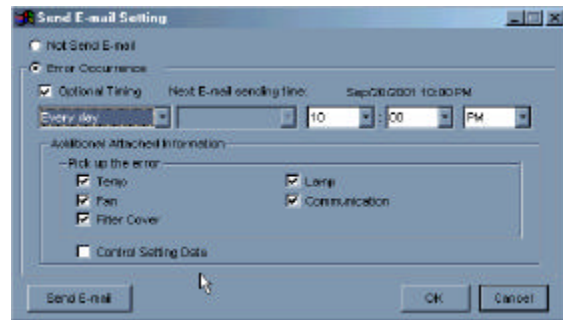 Send E-mail Setting
Not Send E-mail
Error Occurrence
Optional Timing Next E-mail sending time: Sep/20/2001 10:00 PM
Every day 10 : 00 PM
Additional Attached Information
Pick up the error
Temp Lamp
Fan Communication
Filter Cover
Control Setting Data
Send E-mail OK Cancel